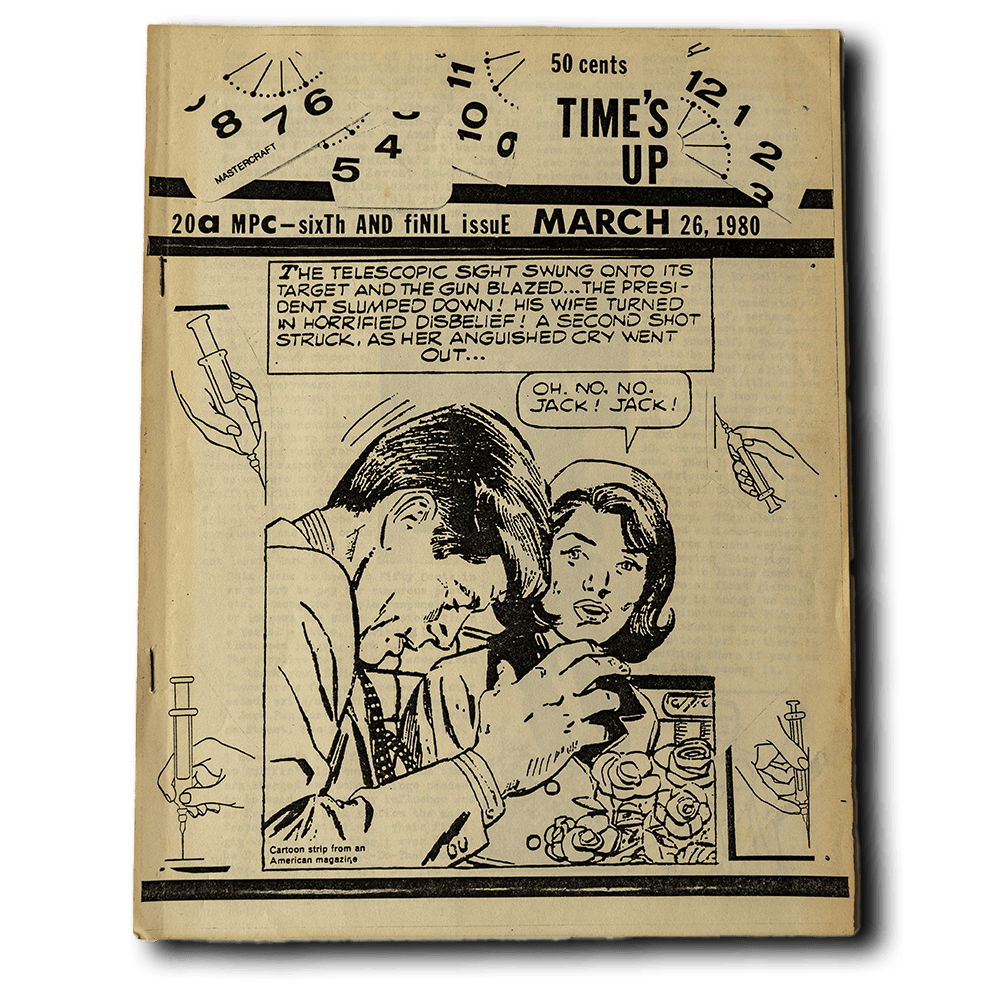 50 cents
TIME'S
UP
8 7 6
MASTERCRAFT
5 4
11
10
9
12
1
2
3
20a MPC–sixTh AND fiNIL issuE MARCH 26, 1980
THE TELESCOPIC SIGHT SWUNG ONTO ITS
TARGET AND THE GUN BLAZED...THE PRESI-
DENT SLUMPED DOWN! HIS WIFE TURNED
IN HORRIFIED DISBELIEF! A SECOND SHOT
STRUCK, AS HER ANGUISHED CRY WENT
OUT...
OH. NO. NO.
JACK! JACK!
Cartoon strip from an
American magazine